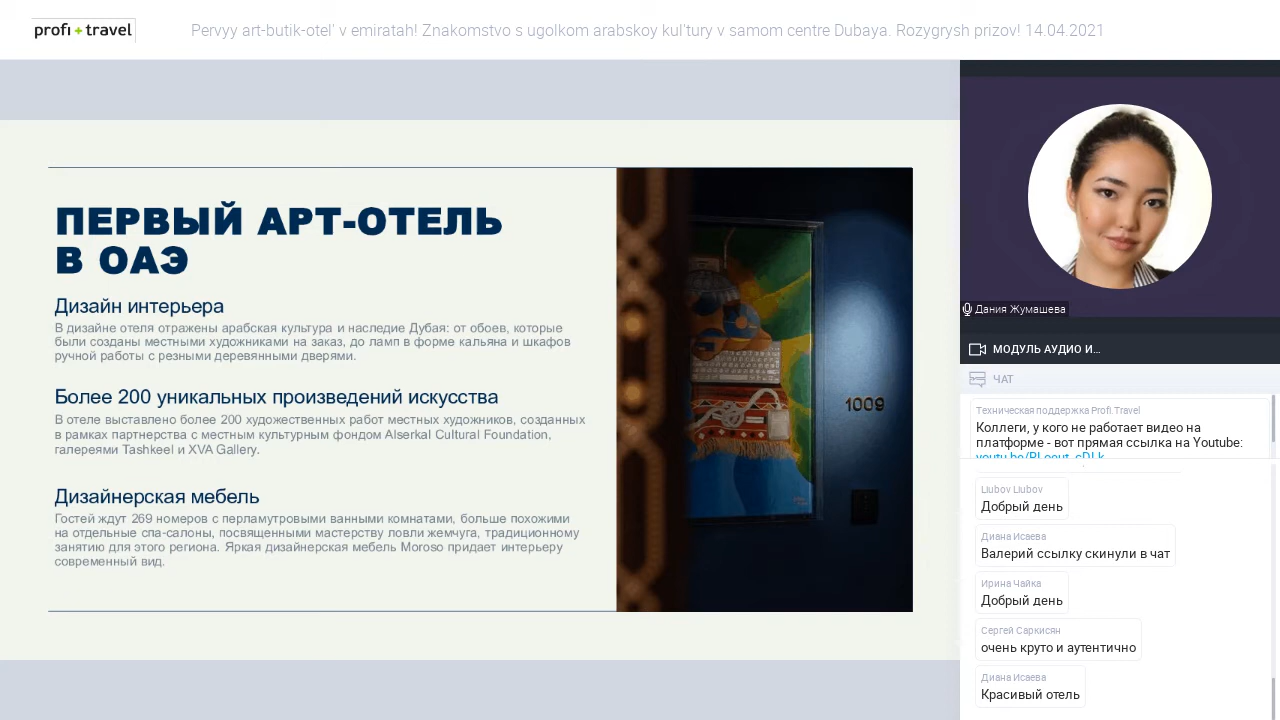 profi + travel
Pervyy art-butik-otel' v emiratah! Znakomstvo s ugolkom arabskoy kul'tury v samom centre Dubaya. Rozygrysh prizov! 14.04.2021
ПЕРВЫЙ АРТ-ОТЕЛЬ
В ОАЭ
Дизайн интерьера
В дизайне отеля отражены арабская культура и наследие Дубая: от обоев, которые
были созданы местными художниками на заказ, до ламп в форме кальяна и шкафов
ручной работы с резными деревянными дверями.
Более 200 уникальных произведений искусства
В отеле выставлено более 200 художественных работ местных художников, созданных
в рамках партнерства с местным культурным фондом Alserkal Cultural Foundation,
галереями Tashkeel и XVA Gallery.
Дизайнерская мебель
Гостей ждут 269 номеров с перламутровыми ванными комнатами, больше похожими
на отдельные спа-салоны, посвященными мастерству ловли жемчуга, традиционному
занятию для этого региона. Яркая дизайнерская мебель Moroso придает интерьеру
современный вид.
1009
Дания Жумашева
МОДУЛЬ АУДИО И...
ЧАТ
Техническая поддержка Profi.Travel
Коллеги, у кого не работает видео на
платформе - вот прямая ссылка на Youtube:
Liubov Liubov
Добрый день
Диана Исаева
Валерий ссылку скинули в чат
Ирина Чайка
Добрый день
Сергей Саркисян
очень круто и аутентично
Диана Исаева
Красивый отель